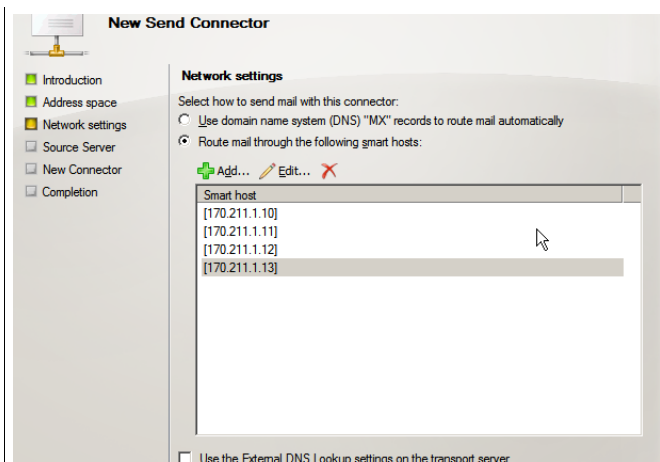 New Send Connector
Introduction
Address space
Network settings
Source Server
New Connector
Completion
Network settings
Select how to send mail with this connector:
Use domain name system (DNS) "MX" records to route mail automatically
Route mail through the following smart hosts:
Add... Edit...
Smart host
[170.211.1.10]
[170.211.1.11]
[170.211.1.12]
[170.211.1.13]
Use the External DNS Lookup settings on the transport server